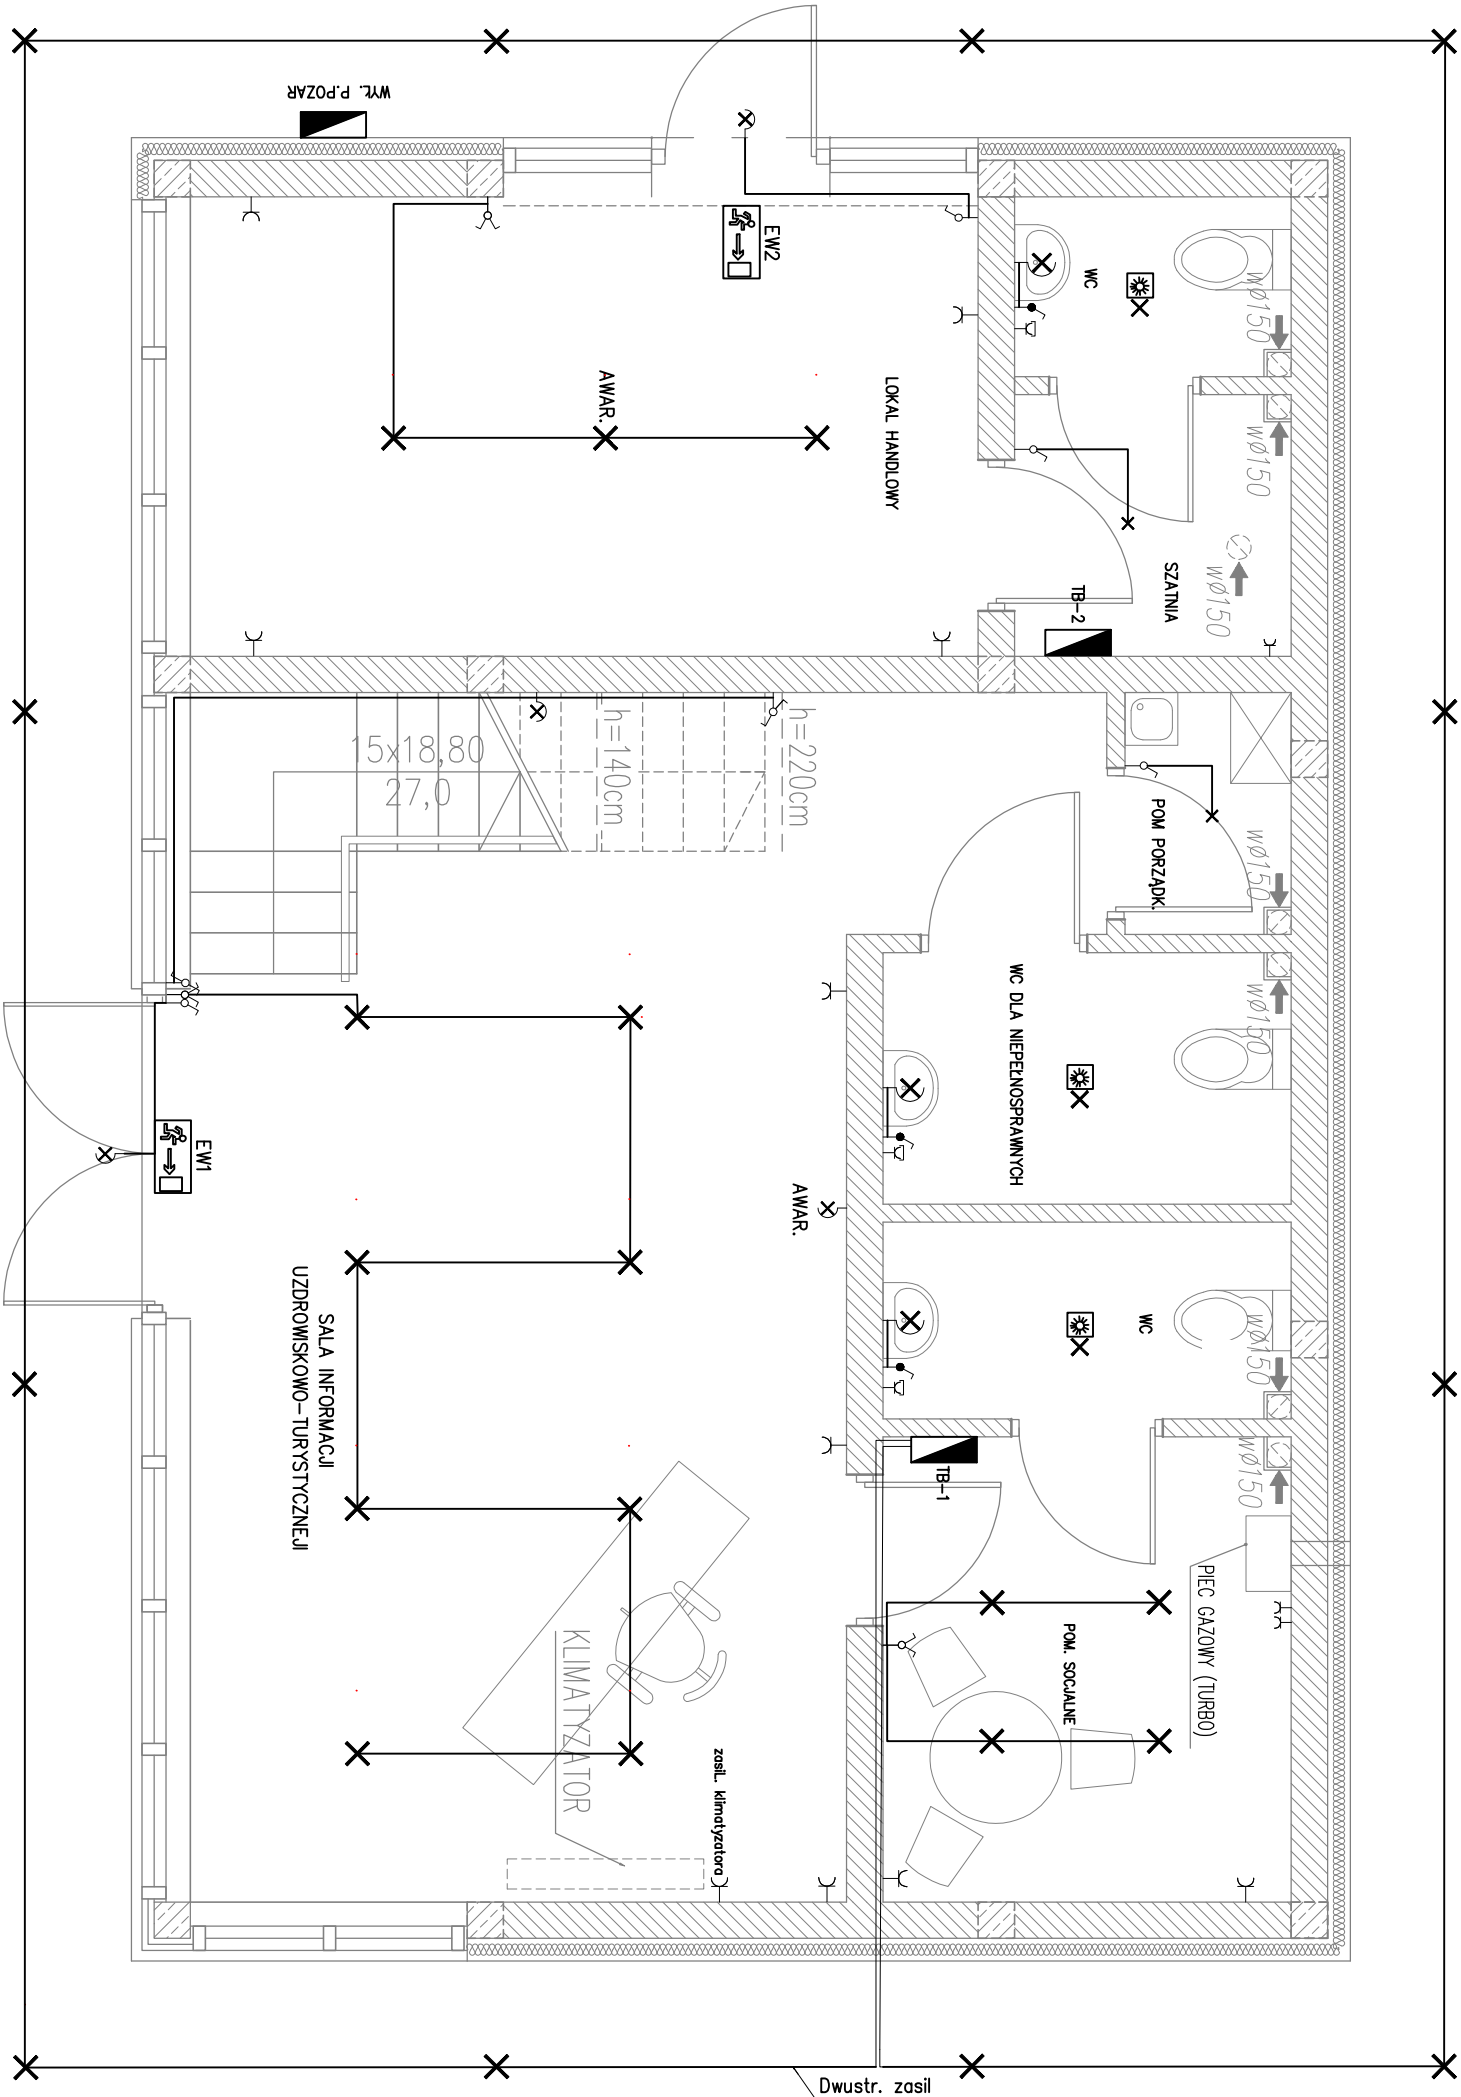 WYŁ. P.POZAR
EW2
WC
wø150
wø150
AWAR.
LOKAL HANDLOWY
SZATNIA
wø150
TB-2
15x18,80
27,0
h=140cm
h=220cm
POM PORZĄDK.
wø150
wø150
WC DLA NIEPEŁNOSPRAWNYCH
EW1
AWAR.
WC
wø150
SALA INFORMACJI
UZDROWISKOWO-TURYSTYCZNEJI
TB-1
wø150
PIEC GAZOWY (TURBO)
POM. SOCJALNE
KLIMATYZATOR
zasil. klimatyzatora
Dwustr. zasil